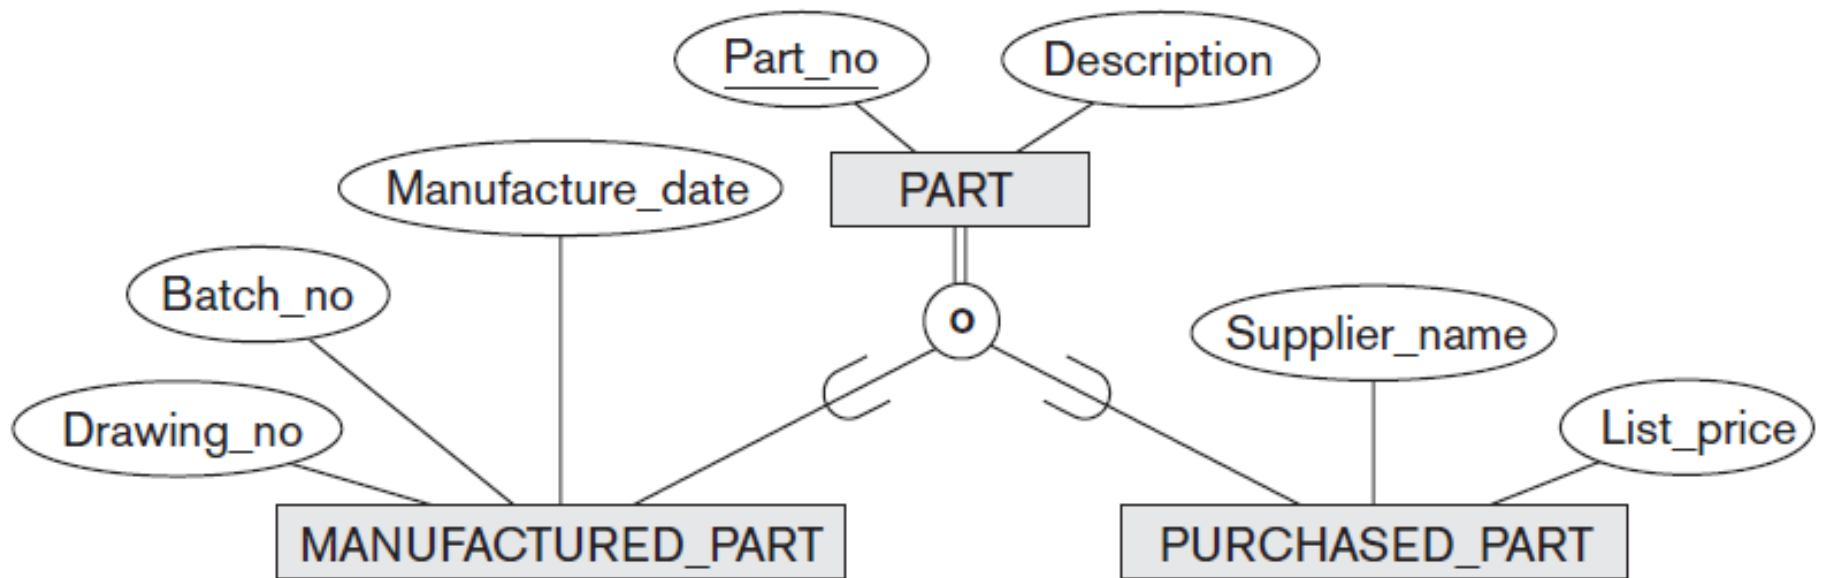 Part_no
Description
Manufacture_date
PART
Batch_no
o
Supplier_name
Drawing_no
List_price
MANUFACTURED_PART
PURCHASED_PART